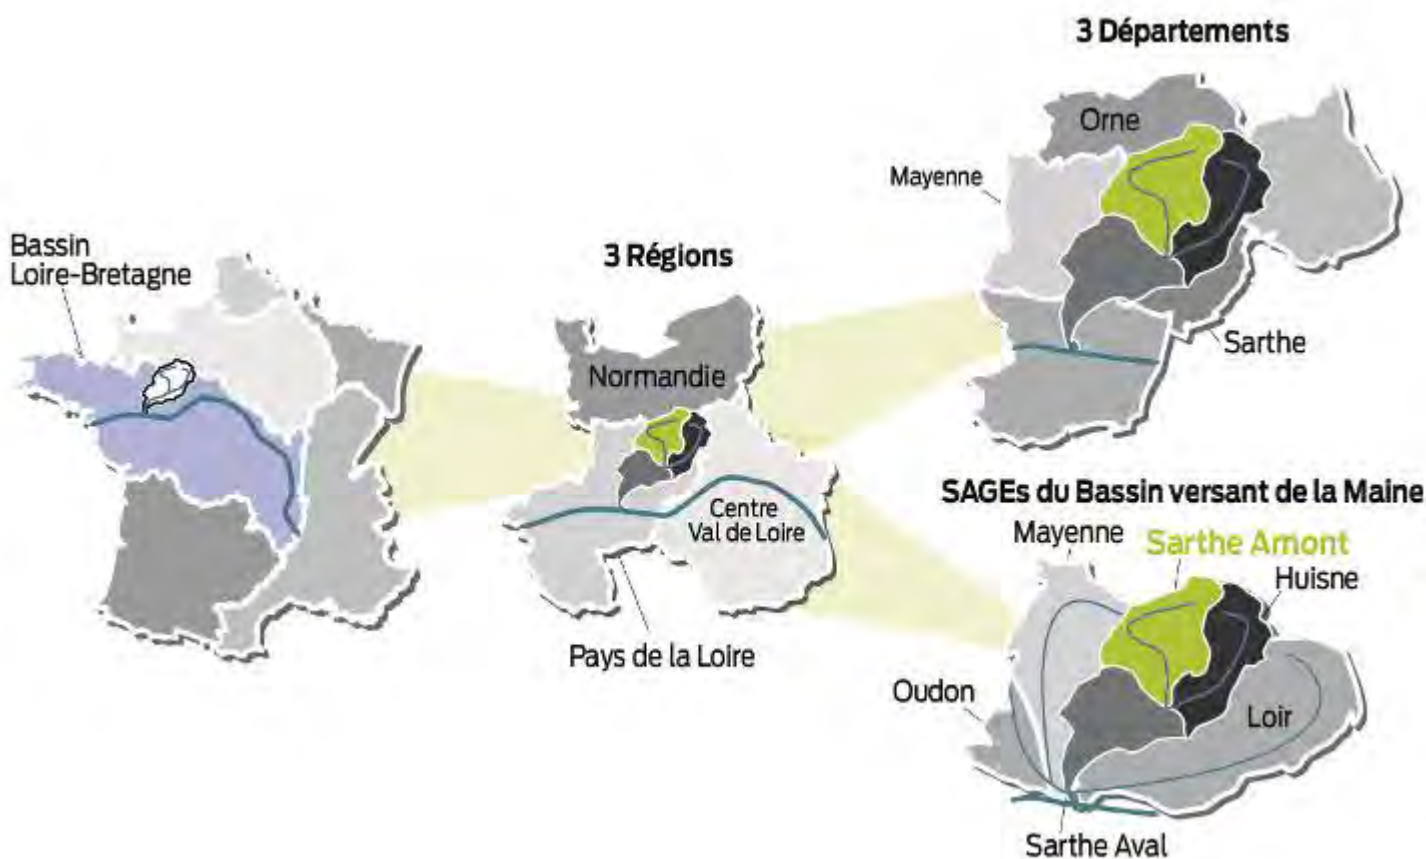 3 Départements
Orne
Mayenne
Sarthe
Bassin
Loire-Bretagne
3 Régions
Normandie
Centre
Val de Loire
Pays de la Loire
SAGEs du Bassin versant de la Maine
Mayenne
Sarthe Amont
Huisne
Oudon
Loir
Sarthe Aval